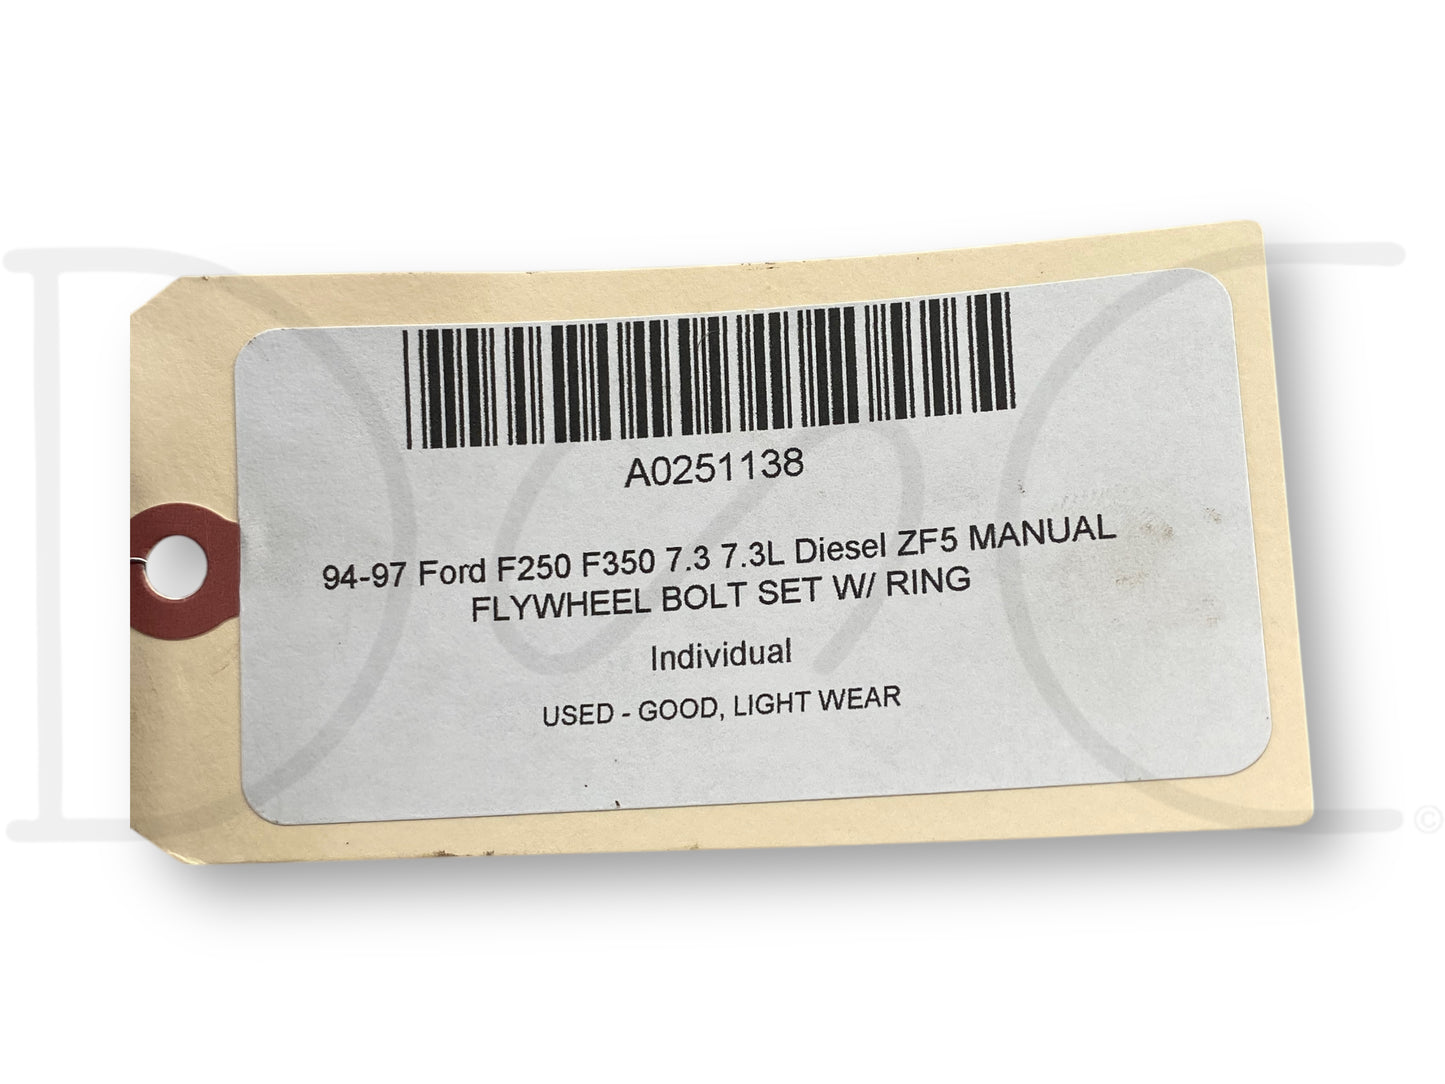 A0251138
94-97 Ford F250 F350 7.3 7.3L Diesel ZF5 MANUAL
FLYWHEEL BOLT SET W/ RING
Individual
USED - GOOD, LIGHT WEAR
©